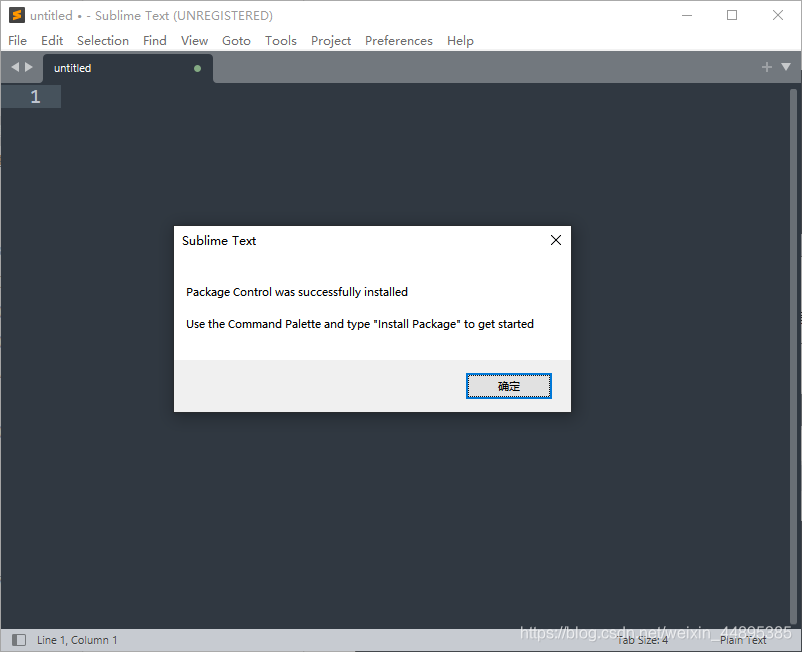 untitled • - Sublime Text (UNREGISTERED)
File Edit Selection Find View Goto Tools Project Preferences Help
untitled
1
Sublime Text
Package Control was successfully installed
Use the Command Palette and type "Install Package" to get started
确定
https://blog.csdn.net/weixin_44895385
Line 1, Column 1 Tab Size: 4 Plain Text